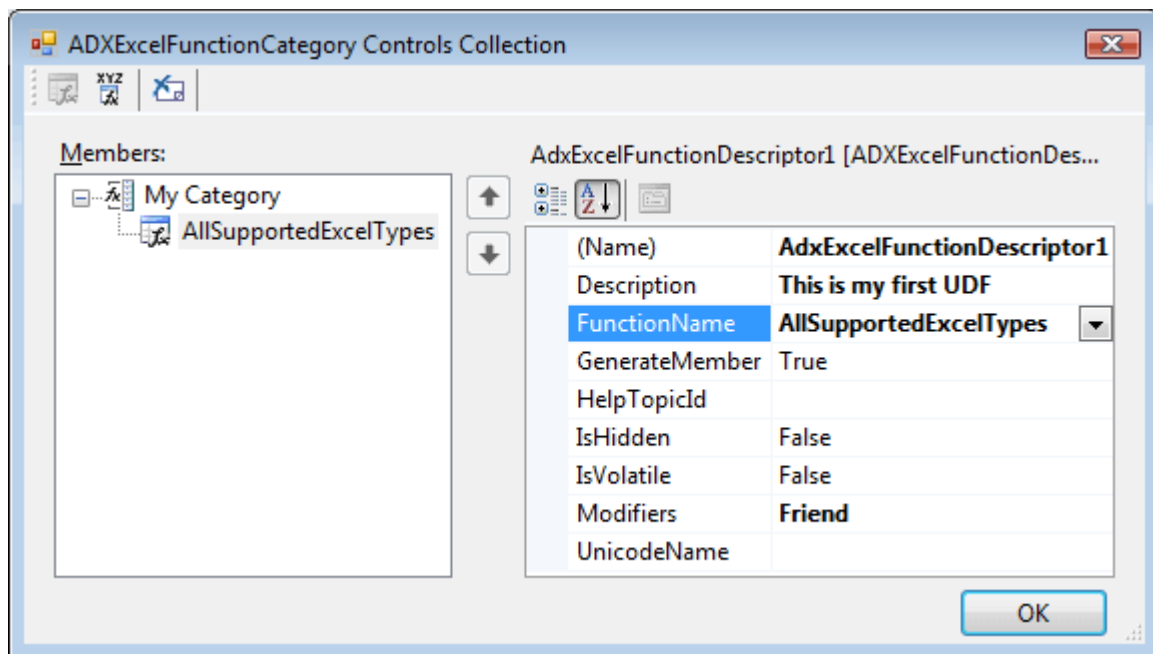 ADXExcelFunctionCategory Controls Collection
XYZ
Members:
AdxExcelFunctionDescriptor1 [ADXExcelFunctionDes...
My Category
AllSupportedExcelTypes
(Name) AdxExcelFunctionDescriptor1
Description This is my first UDF
FunctionName AllSupportedExcelTypes
GenerateMember True
HelpTopicId
IsHidden False
IsVolatile False
Modifiers Friend
UnicodeName
OK